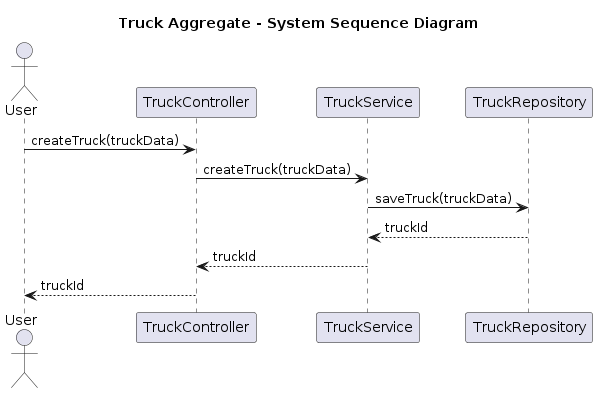 Truck Aggregate - System Sequence Diagram
User
TruckController
TruckService
TruckRepository
createTruck(truckData)
createTruck(truckData)
saveTruck(truckData)
truckId
truckId
truckId
User
TruckController
TruckService
TruckRepository